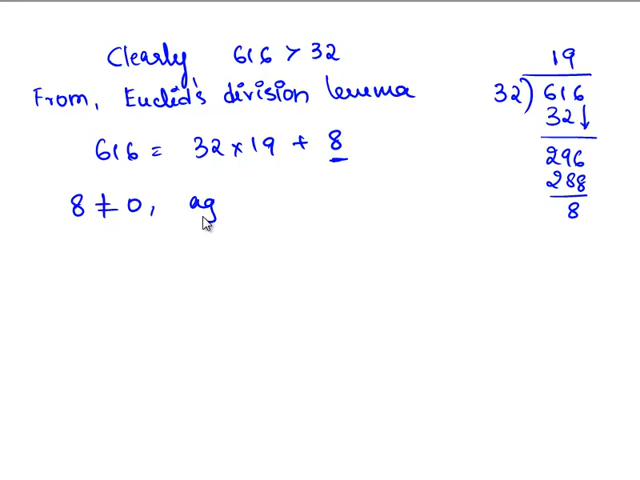 Clearly 616 > 32
From, Euclid's division lemma
616 = 32 × 19 + 8
8 ≠ 0, ag
19
32) 616
32↓
296
288
8